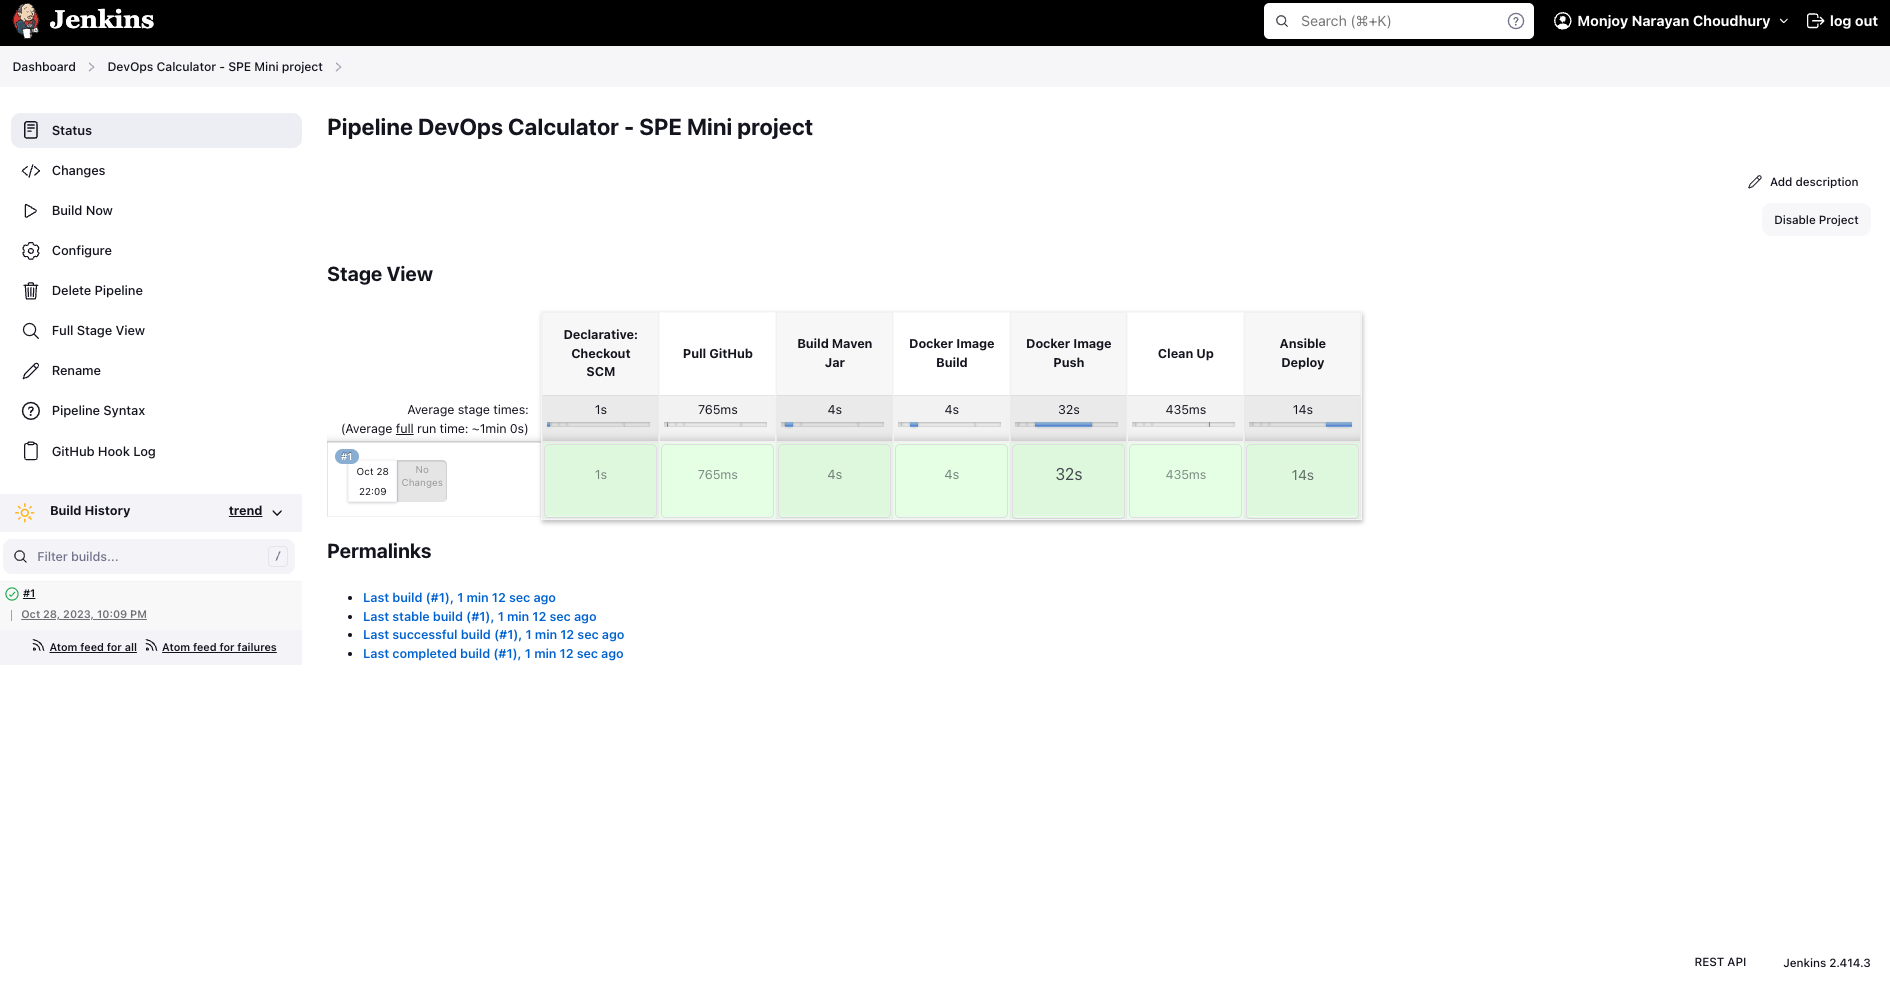 Jenkins
Search (⌘+K)
Monjoy Narayan Choudhury
log out
Dashboard
DevOps Calculator - SPE Mini project
Status
Changes
Build Now
Configure
Delete Pipeline
Full Stage View
Rename
Pipeline Syntax
GitHub Hook Log
Build History
trend
Filter builds...
/
#1
Oct 28, 2023, 10:09 PM
Atom feed for all
Atom feed for failures
Pipeline DevOps Calculator - SPE Mini project
Add description
Disable Project
Stage View
Declarative:
Checkout
SCM
Pull GitHub
Build Maven
Jar
Docker Image
Build
Docker Image
Push
Clean Up
Ansible
Deploy
Average stage times:
(Average full run time: ~1min 0s)
1s
765ms
4s
4s
32s
435ms
14s
#1
Oct 28
22:09
No
Changes
1s
765ms
4s
4s
32s
435ms
14s
Permalinks
Last build (#1), 1 min 12 sec ago
Last stable build (#1), 1 min 12 sec ago
Last successful build (#1), 1 min 12 sec ago
Last completed build (#1), 1 min 12 sec ago
REST API
Jenkins 2.414.3